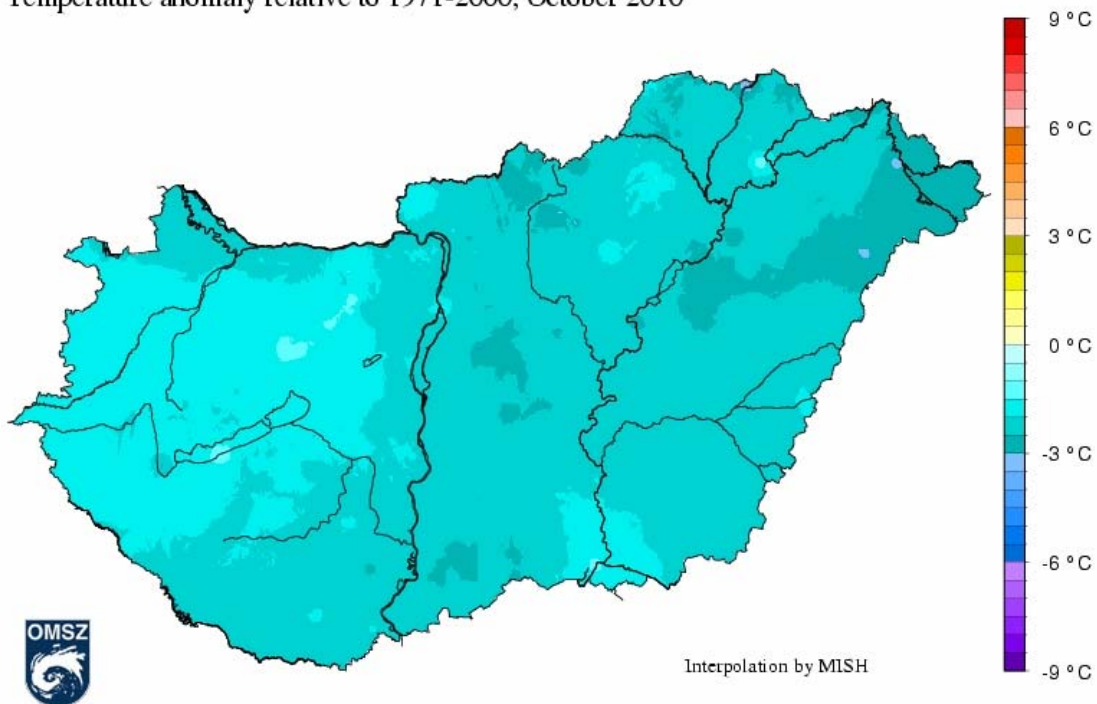 Temperature anomaly relative to 1971-2000, October 2010
9 °C
6 °C
3 °C
0 °C
-3 °C
-6 °C
-9 °C
OMSZ
Interpolation by MISH